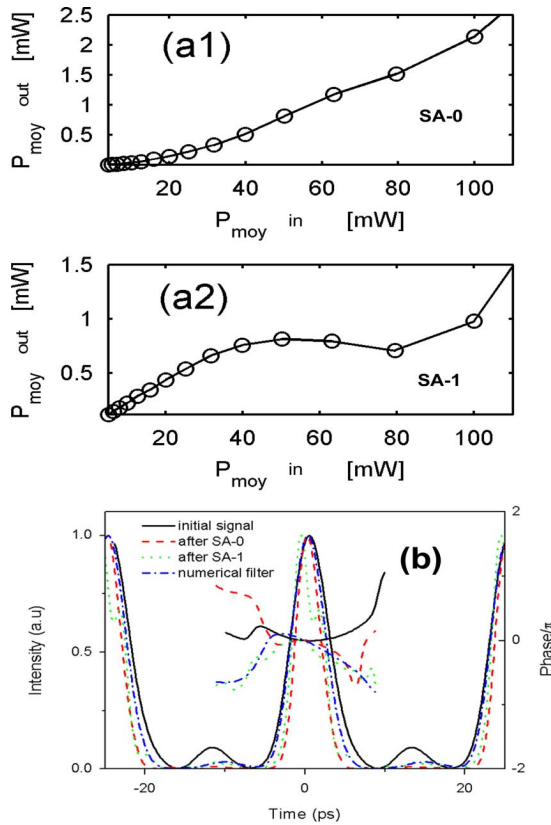 P moy out [mW]
2.5
2
1.5
1
0.5
(a1)
SA-0
20 40 60 80 100
P moy in [mW]
P moy out [mW]
1.5
1
0.5
(a2)
SA-1
20 40 60 80 100
P moy in [mW]
initial signal
after SA-0
after SA-1
numerical filter
(b)
Intensity (a.u)
1.0
0.5
0.0
2
0
-2
Phase/π
-20 0 20
Time (ps)